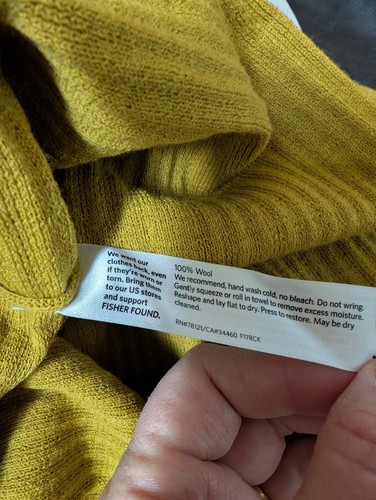 We want our
clothes back, even
if they're worn or
torn. Bring them
to our US stores
and support
FISHER FOUND.
100% Wool
We recommend, hand wash cold, no bleach. Do not wring.
Gently squeeze or roll in towel to remove excess moisture.
Reshape and lay flat to dry. Press to restore. May be dry
cleaned.
RN#78121/CA#34460 F17RCK